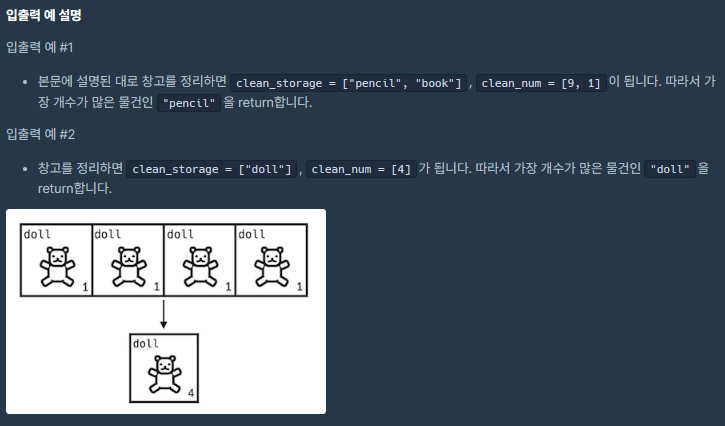 입출력 예 설명
입출력 예 #1
본문에 설명된 대로 창고를 정리하면 clean_storage = ["pencil", "book"] , clean_num = [9, 1] 이 됩니다. 따라서 가
장 개수가 많은 물건인 "pencil" 을 return합니다.
입출력 예 #2
창고를 정리하면 clean_storage = ["doll"] , clean_num = [4] 가 됩니다. 따라서 가장 개수가 많은 물건인 "doll" 을
return합니다.
doll doll doll doll
1 1 1 1
doll
4